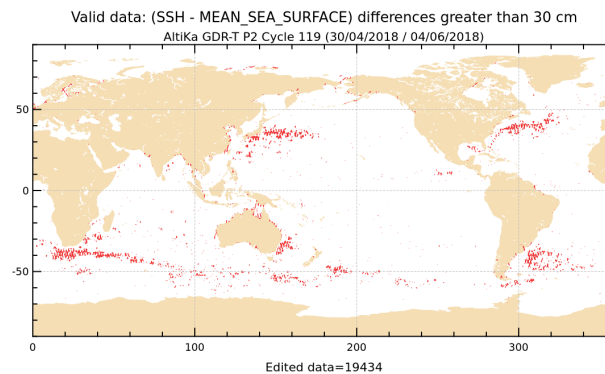 Valid data: (SSH - MEAN_SEA_SURFACE) differences greater than 30 cm
AltiKa GDR-T P2 Cycle 119 (30/04/2018 / 04/06/2018)
50
0
-50
0
100
200
300
Edited data=19434